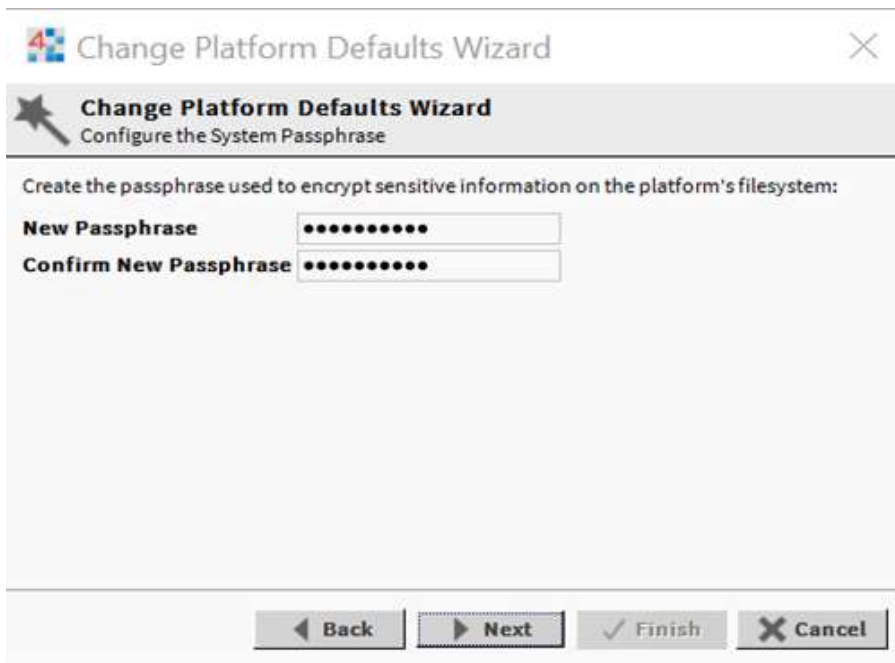 4 Change Platform Defaults Wizard
Change Platform Defaults Wizard
Configure the System Passphrase
Create the passphrase used to encrypt sensitive information on the platform's filesystem:
New Passphrase ••••••••••
Confirm New Passphrase ••••••••••
Back Next Finish Cancel